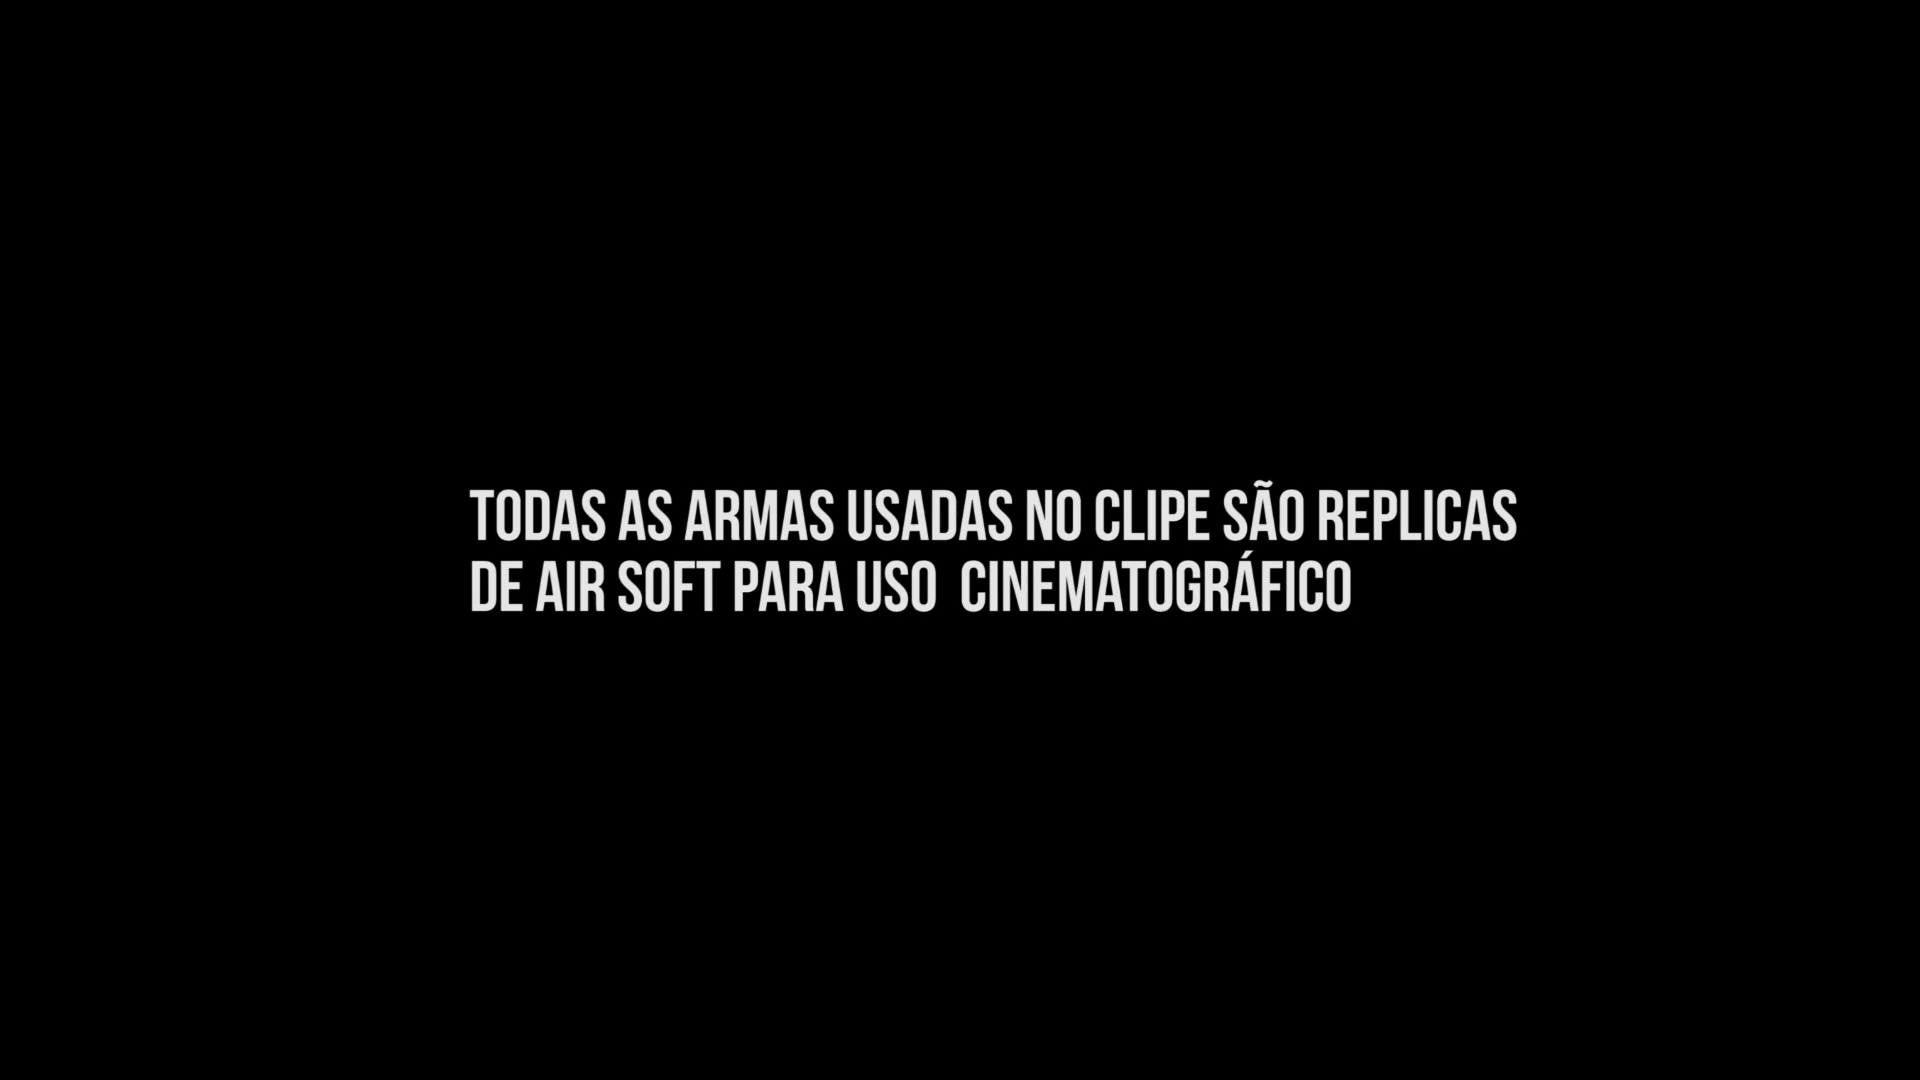 TODAS AS ARMAS USADAS NO CLIPE SÃO REPLICAS
DE AIR SOFT PARA USO  CINEMATOGRÁFICO